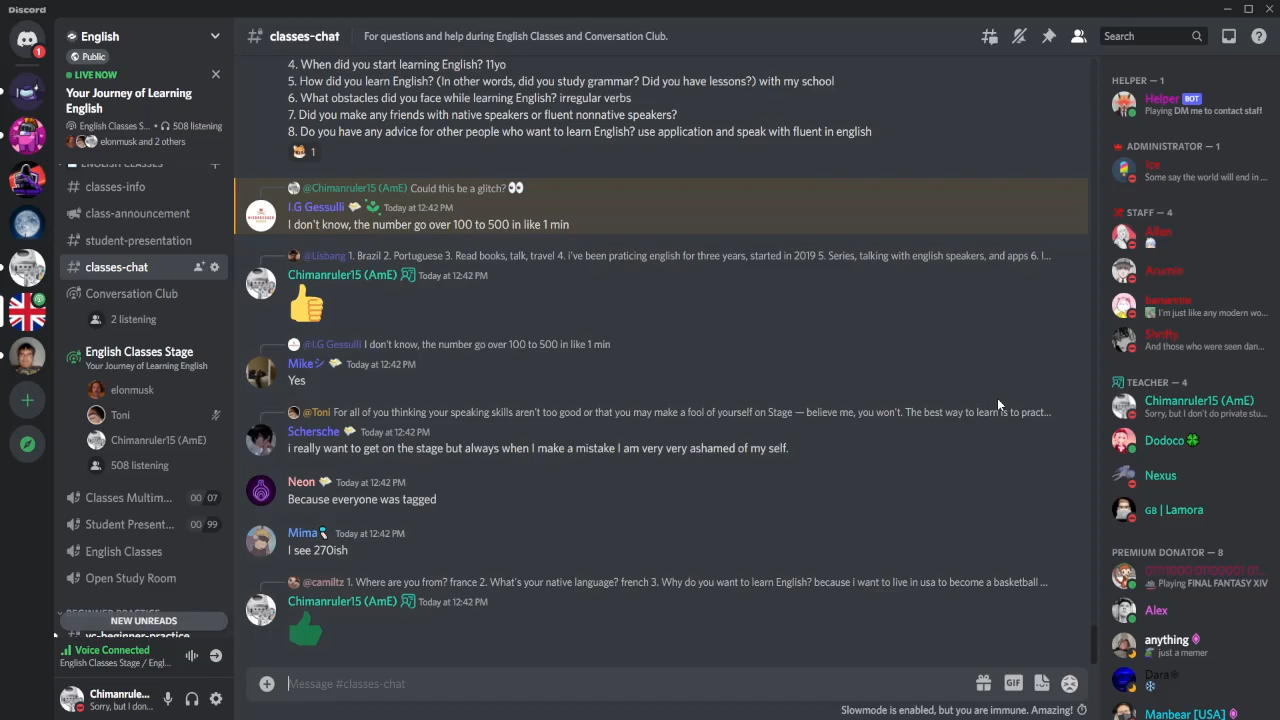 Discord
1
English
Public
LIVE NOW
Your Journey of Learning
English
English Classes S... 508 listening
elonmusk and 2 others
ENGLISH CLASSES
classes-info
class-announcement
student-presentation
classes-chat
Conversation Club
2 listening
English Classes Stage
Your Journey of Learning English
elonmusk
Toni
Chimanruler15 (AmE)
508 listening
Classes Multim... 00 07
Student Present... 00 99
English Classes
Open Study Room
BEGINNER PRACTICE
NEW UNREADS
vc-beginner-practice
Voice Connected
English Classes Stage / Engl...
Chimanrule...
Sorry, but I don...
classes-chat
For questions and help during English Classes and Conversation Club.
Search
4. When did you start learning English? 11yo
5. How did you learn English? (In other words, did you study grammar? Did you have lessons?) with my school
6. What obstacles did you face while learning English? irregular verbs
7. Did you make any friends with native speakers or fluent nonnative speakers?
8. Do you have any advice for other people who want to learn English? use application and speak with fluent in english
1
@Chimanruler15 (AmE) Could this be a glitch? 👀
I.G Gessulli Today at 12:42 PM
I don't know, the number go over 100 to 500 in like 1 min
@Lisbang 1. Brazil 2. Portuguese 3. Read books, talk, travel 4. i've been praticing english for three years, started in 2019 5. Series, talking with english speakers, and apps 6. I...
Chimanruler15 (AmE) Today at 12:42 PM
👍
@I.G Gessulli I don't know, the number go over 100 to 500 in like 1 min
Mikeシ Today at 12:42 PM
Yes
@Toni For all of you thinking your speaking skills aren't too good or that you may make a fool of yourself on Stage — believe me, you won't. The best way to learn is to pract...
Schersche Today at 12:42 PM
i really want to get on the stage but always when I make a mistake I am very very ashamed of my self.
Neon Today at 12:42 PM
Because everyone was tagged
Mima Today at 12:42 PM
I see 270ish
@camiltz 1. Where are you from? france 2. What's your native language? french 3. Why do you want to learn English? because i want to live in usa to become a basketball ...
Chimanruler15 (AmE) Today at 12:42 PM
Message #classes-chat
GIF
Slowmode is enabled, but you are immune. Amazing!
HELPER — 1
Helper BOT
Playing DM me to contact staff
ADMINISTRATOR — 1
Ice
Some say the world will end in ...
STAFF — 4
Allan
Arumin
I'm just like any modern wo...
Shrifty
And those who were seen dan...
TEACHER — 4
Chimanruler15 (AmE)
Sorry, but I don't do private stu...
Dodoco🍀
Nexus
GB | Lamora
PREMIUM DONATOR — 8
Playing FINAL FANTASY XIV
Alex
anything
just a memer
Dara
❄
Manbear [USA]